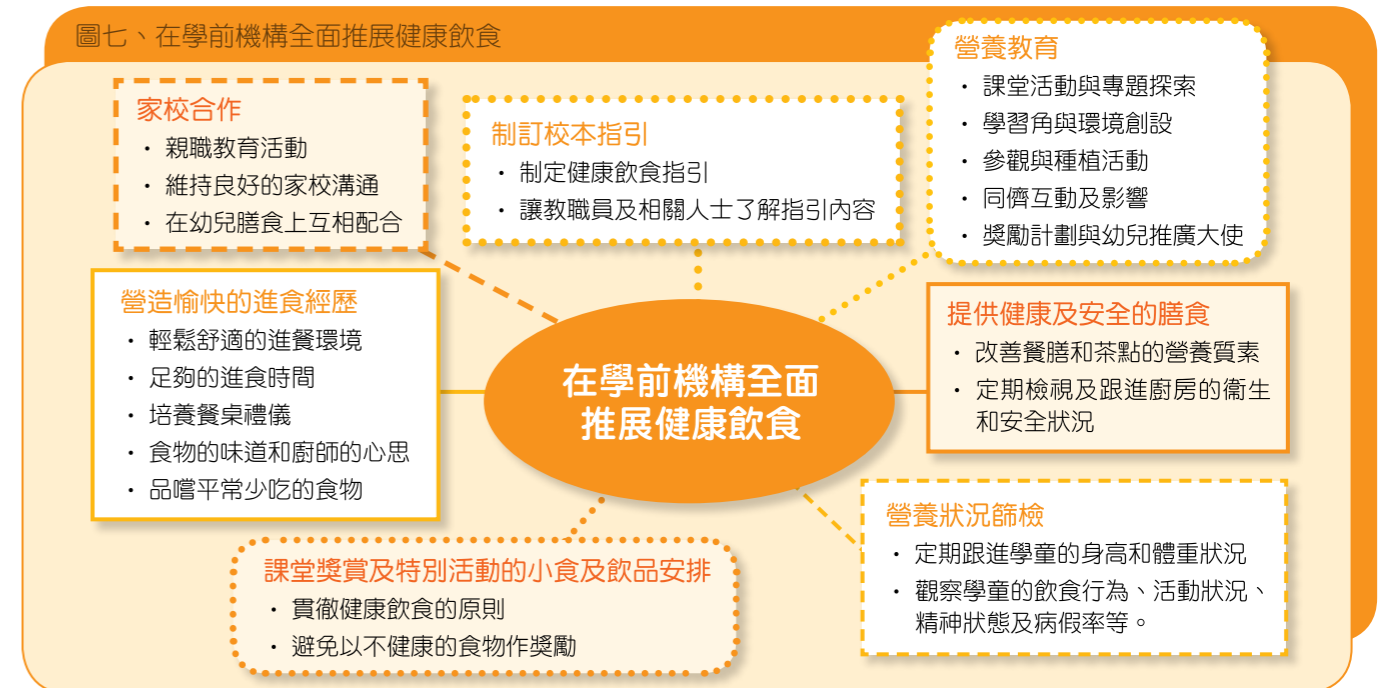 圖七、在學前機構全面推展健康飲食
家校合作
· 親職教育活動
· 維持良好的家校溝通
· 在幼兒膳食上互相配合
制訂校本指引
· 制定健康飲食指引
· 讓教職員及相關人士了解指引內容
營養教育
· 課堂活動與專題探索
· 學習角與環境創設
· 參觀與種植活動
· 同儕互動及影響
· 獎勵計劃與幼兒推廣大使
營造愉快的進食經歷
· 輕鬆舒適的進餐環境
· 足夠的進食時間
· 培養餐桌禮儀
· 食物的味道和廚師的心思
· 品嚐平常少吃的食物
在學前機構全面
推展健康飲食
提供健康及安全的膳食
· 改善餐膳和茶點的營養質素
· 定期檢視及跟進廚房的衞生
和安全狀況
課堂獎賞及特別活動的小食及飲品安排
· 貫徹健康飲食的原則
· 避免以不健康的食物作獎勵
營養狀況篩檢
· 定期跟進學童的身高和體重狀況
· 觀察學童的飲食行為、活動狀況、
精神狀態及病假率等。